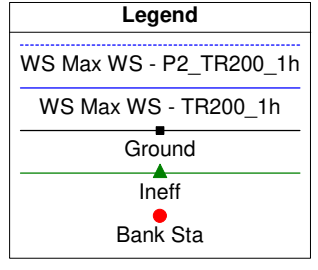 Legend
WS Max WS - P2_TR200_1h
WS Max WS - TR200_1h
Ground
Ineff
Bank Sta